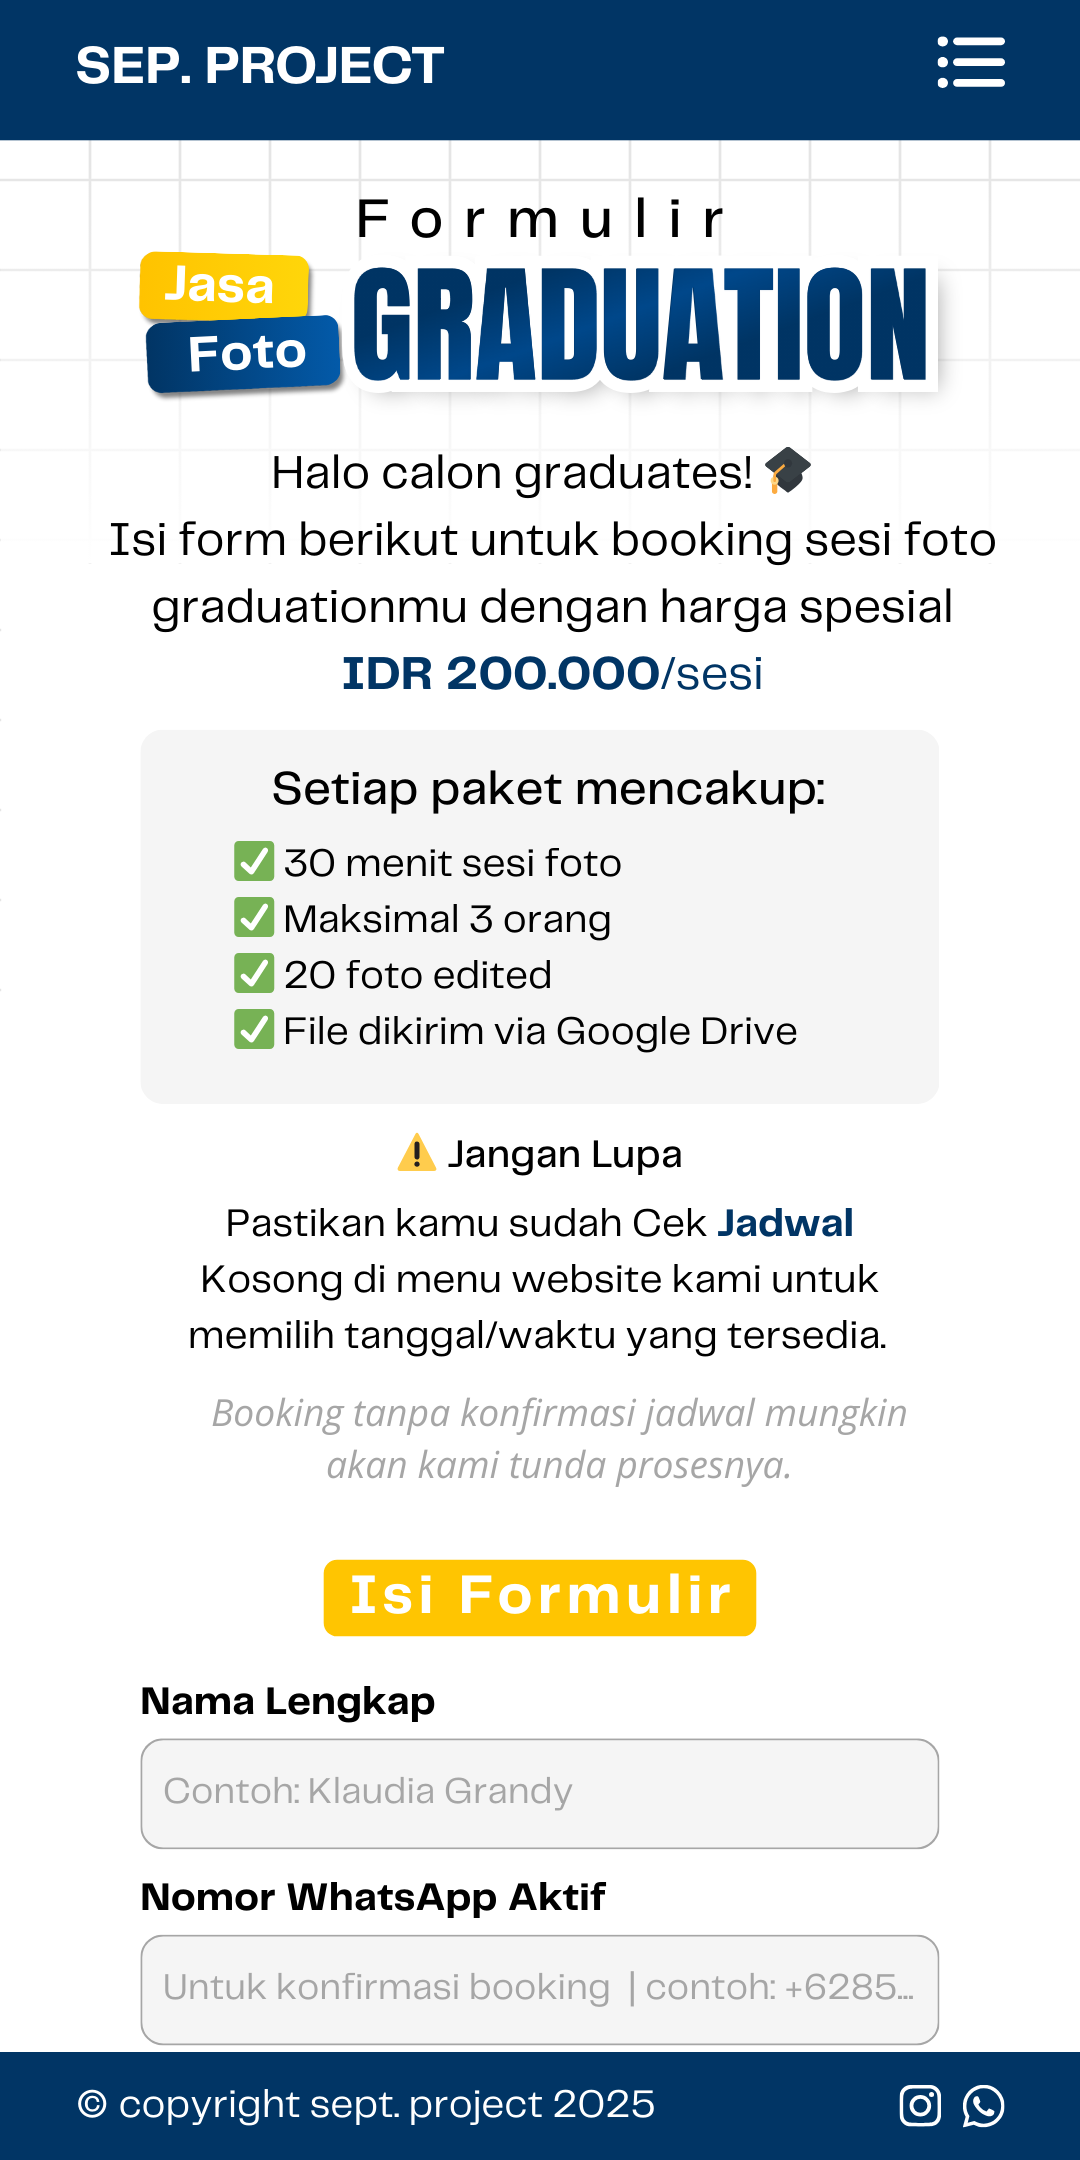 SEP. PROJECT
Formulir
Jasa
Foto
GRADUATION
Halo calon graduates! 🎓
Isi form berikut untuk booking sesi foto
graduationmu dengan harga spesial
IDR 200.000/sesi
Setiap paket mencakup:
✅ 30 menit sesi foto
✅ Maksimal 3 orang
✅ 20 foto edited
✅ File dikirim via Google Drive
⚠️ Jangan Lupa
Pastikan kamu sudah Cek Jadwal
Kosong di menu website kami untuk
memilih tanggal/waktu yang tersedia.
Booking tanpa konfirmasi jadwal mungkin
akan kami tunda prosesnya.
Isi Formulir
Nama Lengkap
Contoh: Klaudia Grandy
Nomor WhatsApp Aktif
Untuk konfirmasi booking | contoh: +6285...
© copyright sept. project 2025